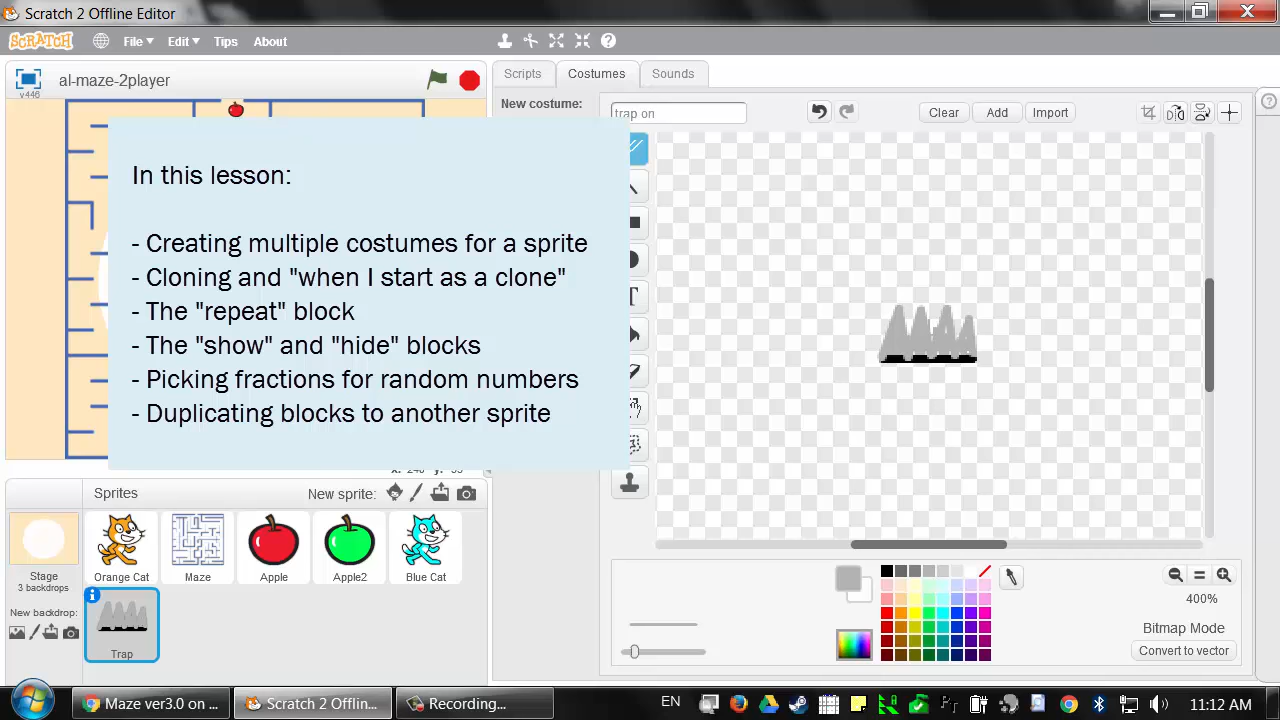 Scratch 2 Offline Editor
SCRATCH File Edit Tips About
v446
al-maze-2player
Scripts Costumes Sounds
New costume:
trap on
Clear Add Import
In this lesson:
- Creating multiple costumes for a sprite
- Cloning and "when I start as a clone"
- The "repeat" block
- The "show" and "hide" blocks
- Picking fractions for random numbers
- Duplicating blocks to another sprite
T
Sprites New sprite:
Stage
3 backdrops
New backdrop:
Orange Cat Maze Apple Apple2 Blue Cat
Trap
400%
Bitmap Mode
Convert to vector
Maze ver3.0_on ... Scratch 2 Offlin... Recording... EN 11:12 AM